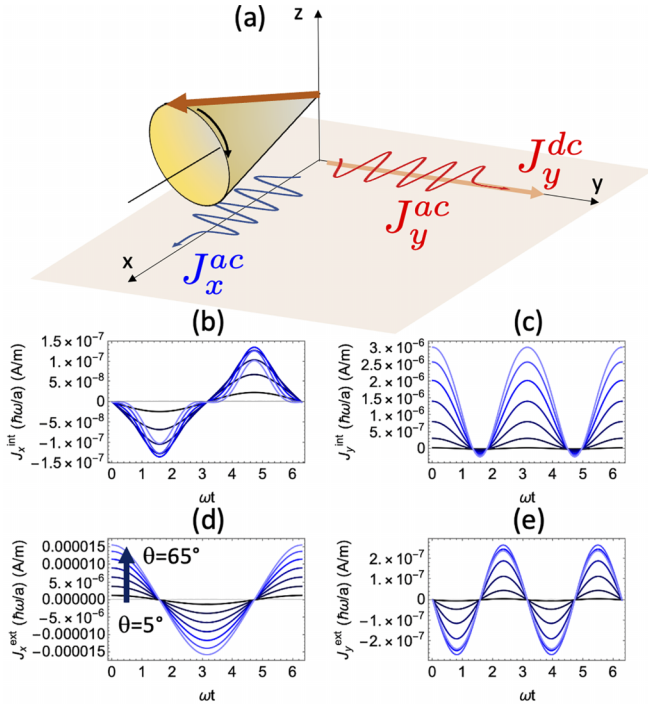 (a)
z
J_y^{dc}
y
J_y^{ac}
x
J_x^{ac}
(b)
(c)
J_x^{int} (ℏω/a) (A/m)
1.5×10⁻⁷
1.×10⁻⁷
5.×10⁻⁸
0
-5.×10⁻⁸
-1.×10⁻⁷
-1.5×10⁻⁷
0 1 2 3 4 5 6
ωt
J_y^{int} (ℏω/a) (A/m)
3.×10⁻⁶
2.5×10⁻⁶
2.×10⁻⁶
1.5×10⁻⁶
1.×10⁻⁶
5.×10⁻⁷
0
0 1 2 3 4 5 6
ωt
(d)
(e)
J_x^{ext} (ℏω/a) (A/m)
0.000015
0.000010
5.×10⁻⁶
0.000000
-5.×10⁻⁶
-0.000010
-0.000015
θ=65°
θ=5°
0 1 2 3 4 5 6
ωt
J_y^{ext} (ℏω/a) (A/m)
2.×10⁻⁷
1.×10⁻⁷
0
-1.×10⁻⁷
-2.×10⁻⁷
0 1 2 3 4 5 6
ωt